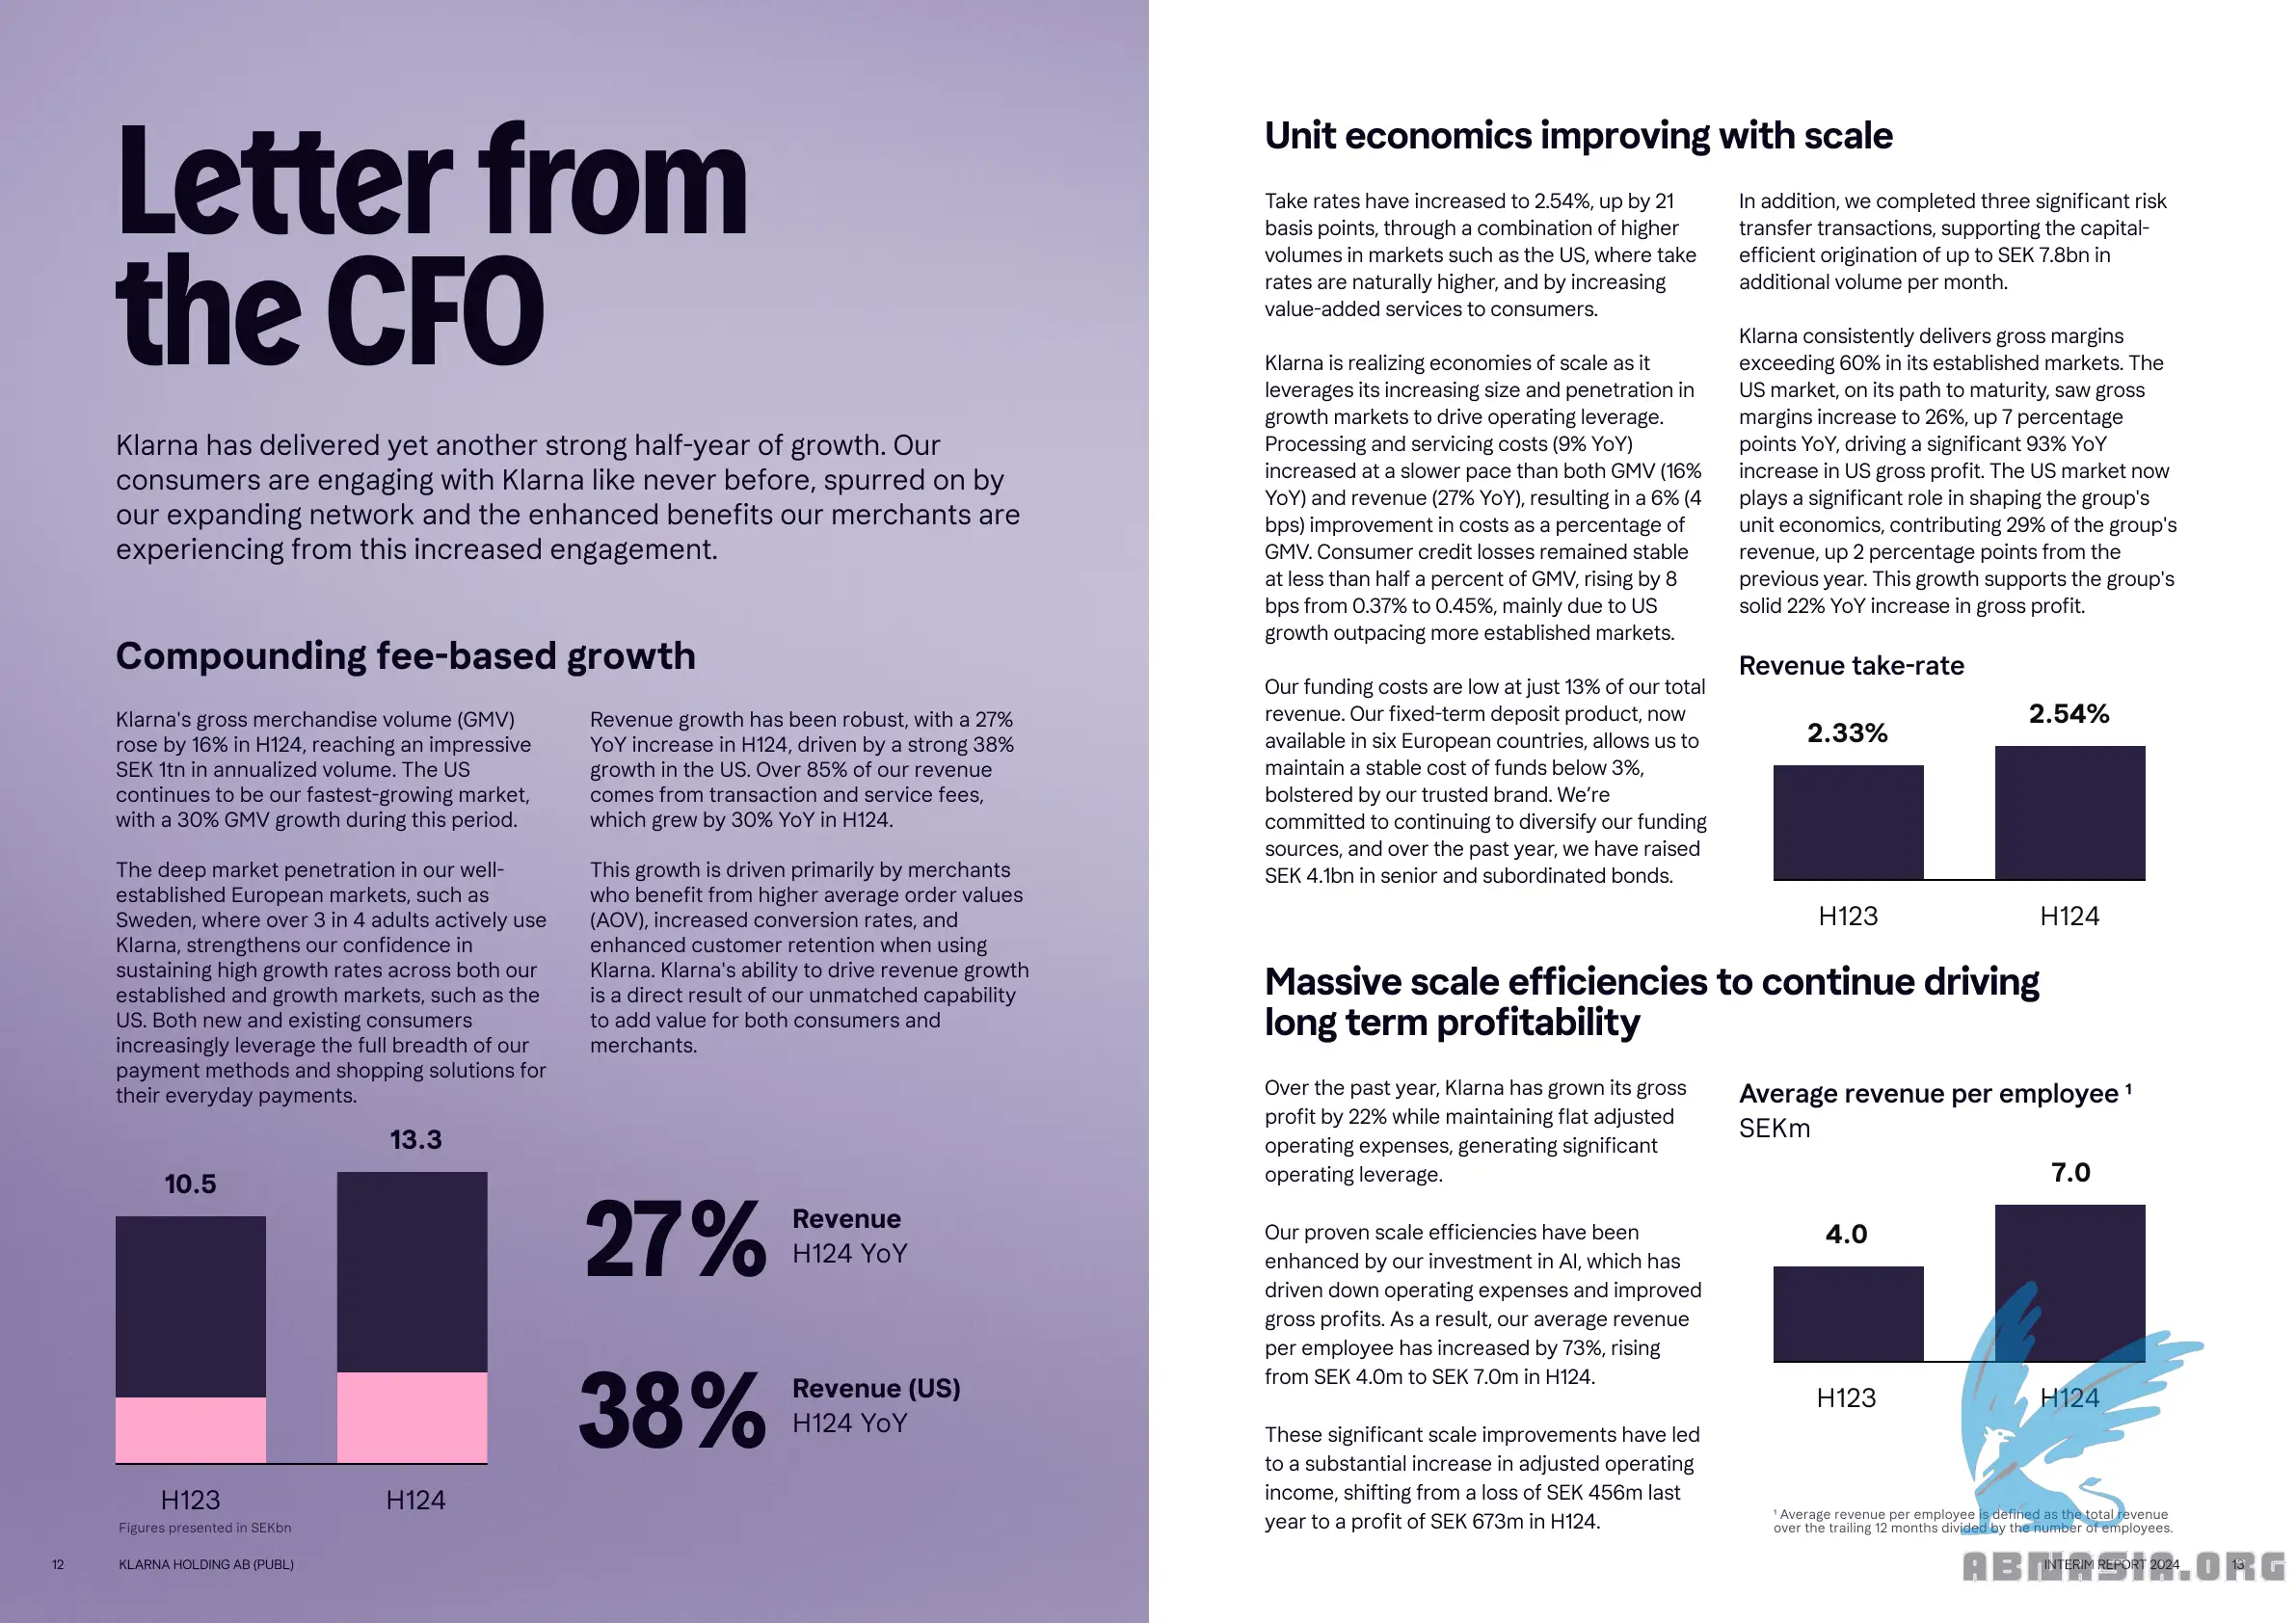 Letter from
the CFO
Klarna has delivered yet another strong half-year of growth. Our
consumers are engaging with Klarna like never before, spurred on by
our expanding network and the enhanced benefits our merchants are
experiencing from this increased engagement.
Compounding fee-based growth
Klarna's gross merchandise volume (GMV)
rose by 16% in H124, reaching an impressive
SEK 1tn in annualized volume. The US
continues to be our fastest-growing market,
with a 30% GMV growth during this period.
The deep market penetration in our well-
established European markets, such as
Sweden, where over 3 in 4 adults actively use
Klarna, strengthens our confidence in
sustaining high growth rates across both our
established and growth markets, such as the
US. Both new and existing consumers
increasingly leverage the full breadth of our
payment methods and shopping solutions for
their everyday payments.
Revenue growth has been robust, with a 27%
YoY increase in H124, driven by a strong 38%
growth in the US. Over 85% of our revenue
comes from transaction and service fees,
which grew by 30% YoY in H124.
This growth is driven primarily by merchants
who benefit from higher average order values
(AOV), increased conversion rates, and
enhanced customer retention when using
Klarna. Klarna's ability to drive revenue growth
is a direct result of our unmatched capability
to add value for both consumers and
merchants.
10.5
13.3
H123
H124
Figures presented in SEKbn
27%
Revenue
H124 YoY
38%
Revenue (US)
H124 YoY
12
KLARNA HOLDING AB (PUBL)
Unit economics improving with scale
Take rates have increased to 2.54%, up by 21
basis points, through a combination of higher
volumes in markets such as the US, where take
rates are naturally higher, and by increasing
value-added services to consumers.
Klarna is realizing economies of scale as it
leverages its increasing size and penetration in
growth markets to drive operating leverage.
Processing and servicing costs (9% YoY)
increased at a slower pace than both GMV (16%
YoY) and revenue (27% YoY), resulting in a 6% (4
bps) improvement in costs as a percentage of
GMV. Consumer credit losses remained stable
at less than half a percent of GMV, rising by 8
bps from 0.37% to 0.45%, mainly due to US
growth outpacing more established markets.
Our funding costs are low at just 13% of our total
revenue. Our fixed-term deposit product, now
available in six European countries, allows us to
maintain a stable cost of funds below 3%,
bolstered by our trusted brand. We’re
committed to continuing to diversify our funding
sources, and over the past year, we have raised
SEK 4.1bn in senior and subordinated bonds.
In addition, we completed three significant risk
transfer transactions, supporting the capital-
efficient origination of up to SEK 7.8bn in
additional volume per month.
Klarna consistently delivers gross margins
exceeding 60% in its established markets. The
US market, on its path to maturity, saw gross
margins increase to 26%, up 7 percentage
points YoY, driving a significant 93% YoY
increase in US gross profit. The US market now
plays a significant role in shaping the group's
unit economics, contributing 29% of the group's
revenue, up 2 percentage points from the
previous year. This growth supports the group's
solid 22% YoY increase in gross profit.
Revenue take-rate
2.33%
2.54%
H123
H124
Massive scale efficiencies to continue driving
long term profitability
Over the past year, Klarna has grown its gross
profit by 22% while maintaining flat adjusted
operating expenses, generating significant
operating leverage.
Our proven scale efficiencies have been
enhanced by our investment in AI, which has
driven down operating expenses and improved
gross profits. As a result, our average revenue
per employee has increased by 73%, rising
from SEK 4.0m to SEK 7.0m in H124.
These significant scale improvements have led
to a substantial increase in adjusted operating
income, shifting from a loss of SEK 456m last
year to a profit of SEK 673m in H124.
Average revenue per employee ¹
SEKm
4.0
7.0
H123
H124
¹ Average revenue per employee is defined as the total revenue
over the trailing 12 months divided by the number of employees.
INTERIM REPORT 2024
13
ABNASIA.ORG